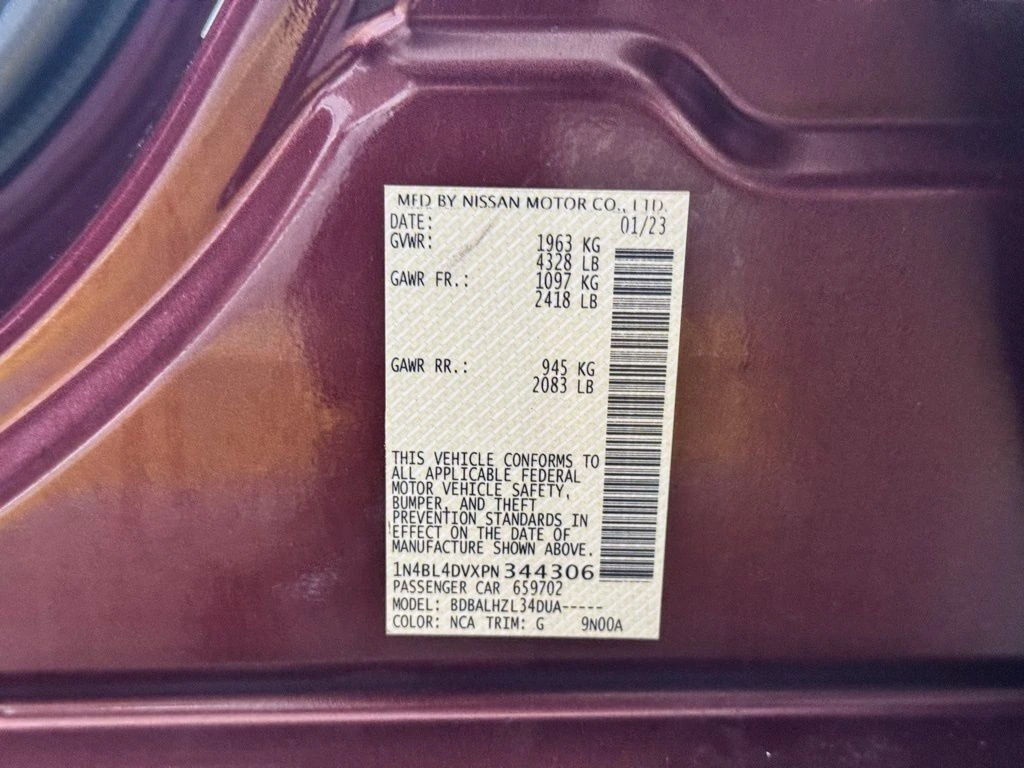 MFD BY NISSAN MOTOR CO., LTD.
DATE: 01/23
GVWR: 1963 KG
4328 LB
GAWR FR.: 1097 KG
2418 LB
GAWR RR.: 945 KG
2083 LB
THIS VEHICLE CONFORMS TO
ALL APPLICABLE FEDERAL
MOTOR VEHICLE SAFETY,
BUMPER, AND THEFT
PREVENTION STANDARDS IN
EFFECT ON THE DATE OF
MANUFACTURE SHOWN ABOVE.
1N4BL4DVXPN344306
PASSENGER CAR 659702
MODEL: BDBALHZL34DUA-----
COLOR: NCA TRIM: G 9N00A